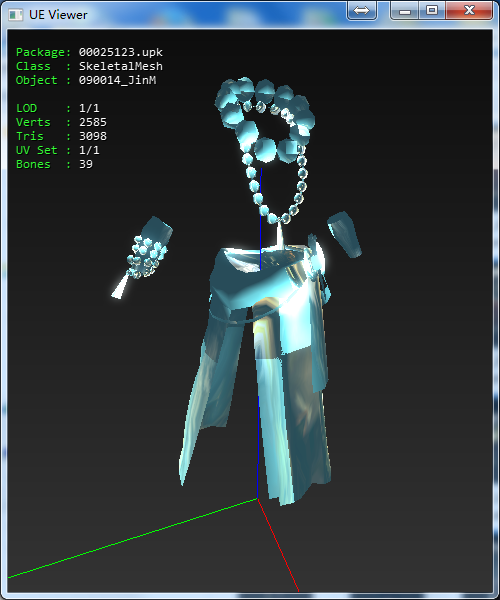 UE Viewer
Package: 00025123.upk
Class : SkeletalMesh
Object : 090014_JinM
LOD : 1/1
Verts : 2585
Tris : 3098
UV Set : 1/1
Bones : 39